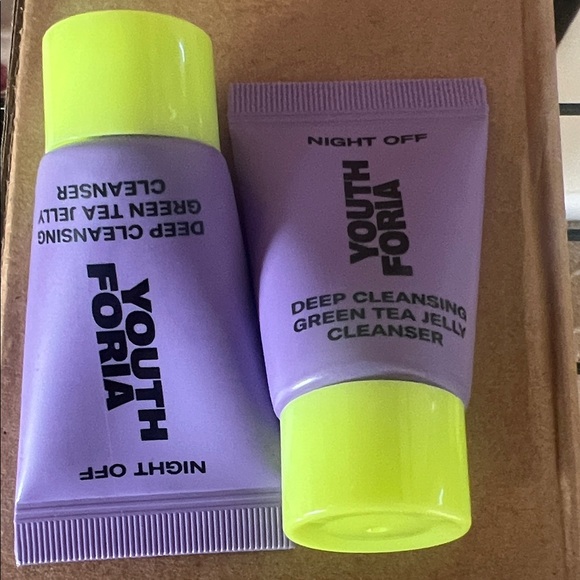 NIGHT OFF
YOUTH
FORIA
DEEP CLEANSING
GREEN TEA JELLY
CLEANSER
NIGHT OFF
YOUTH
FORIA
DEEP CLEANSING
GREEN TEA JELLY
CLEANSER